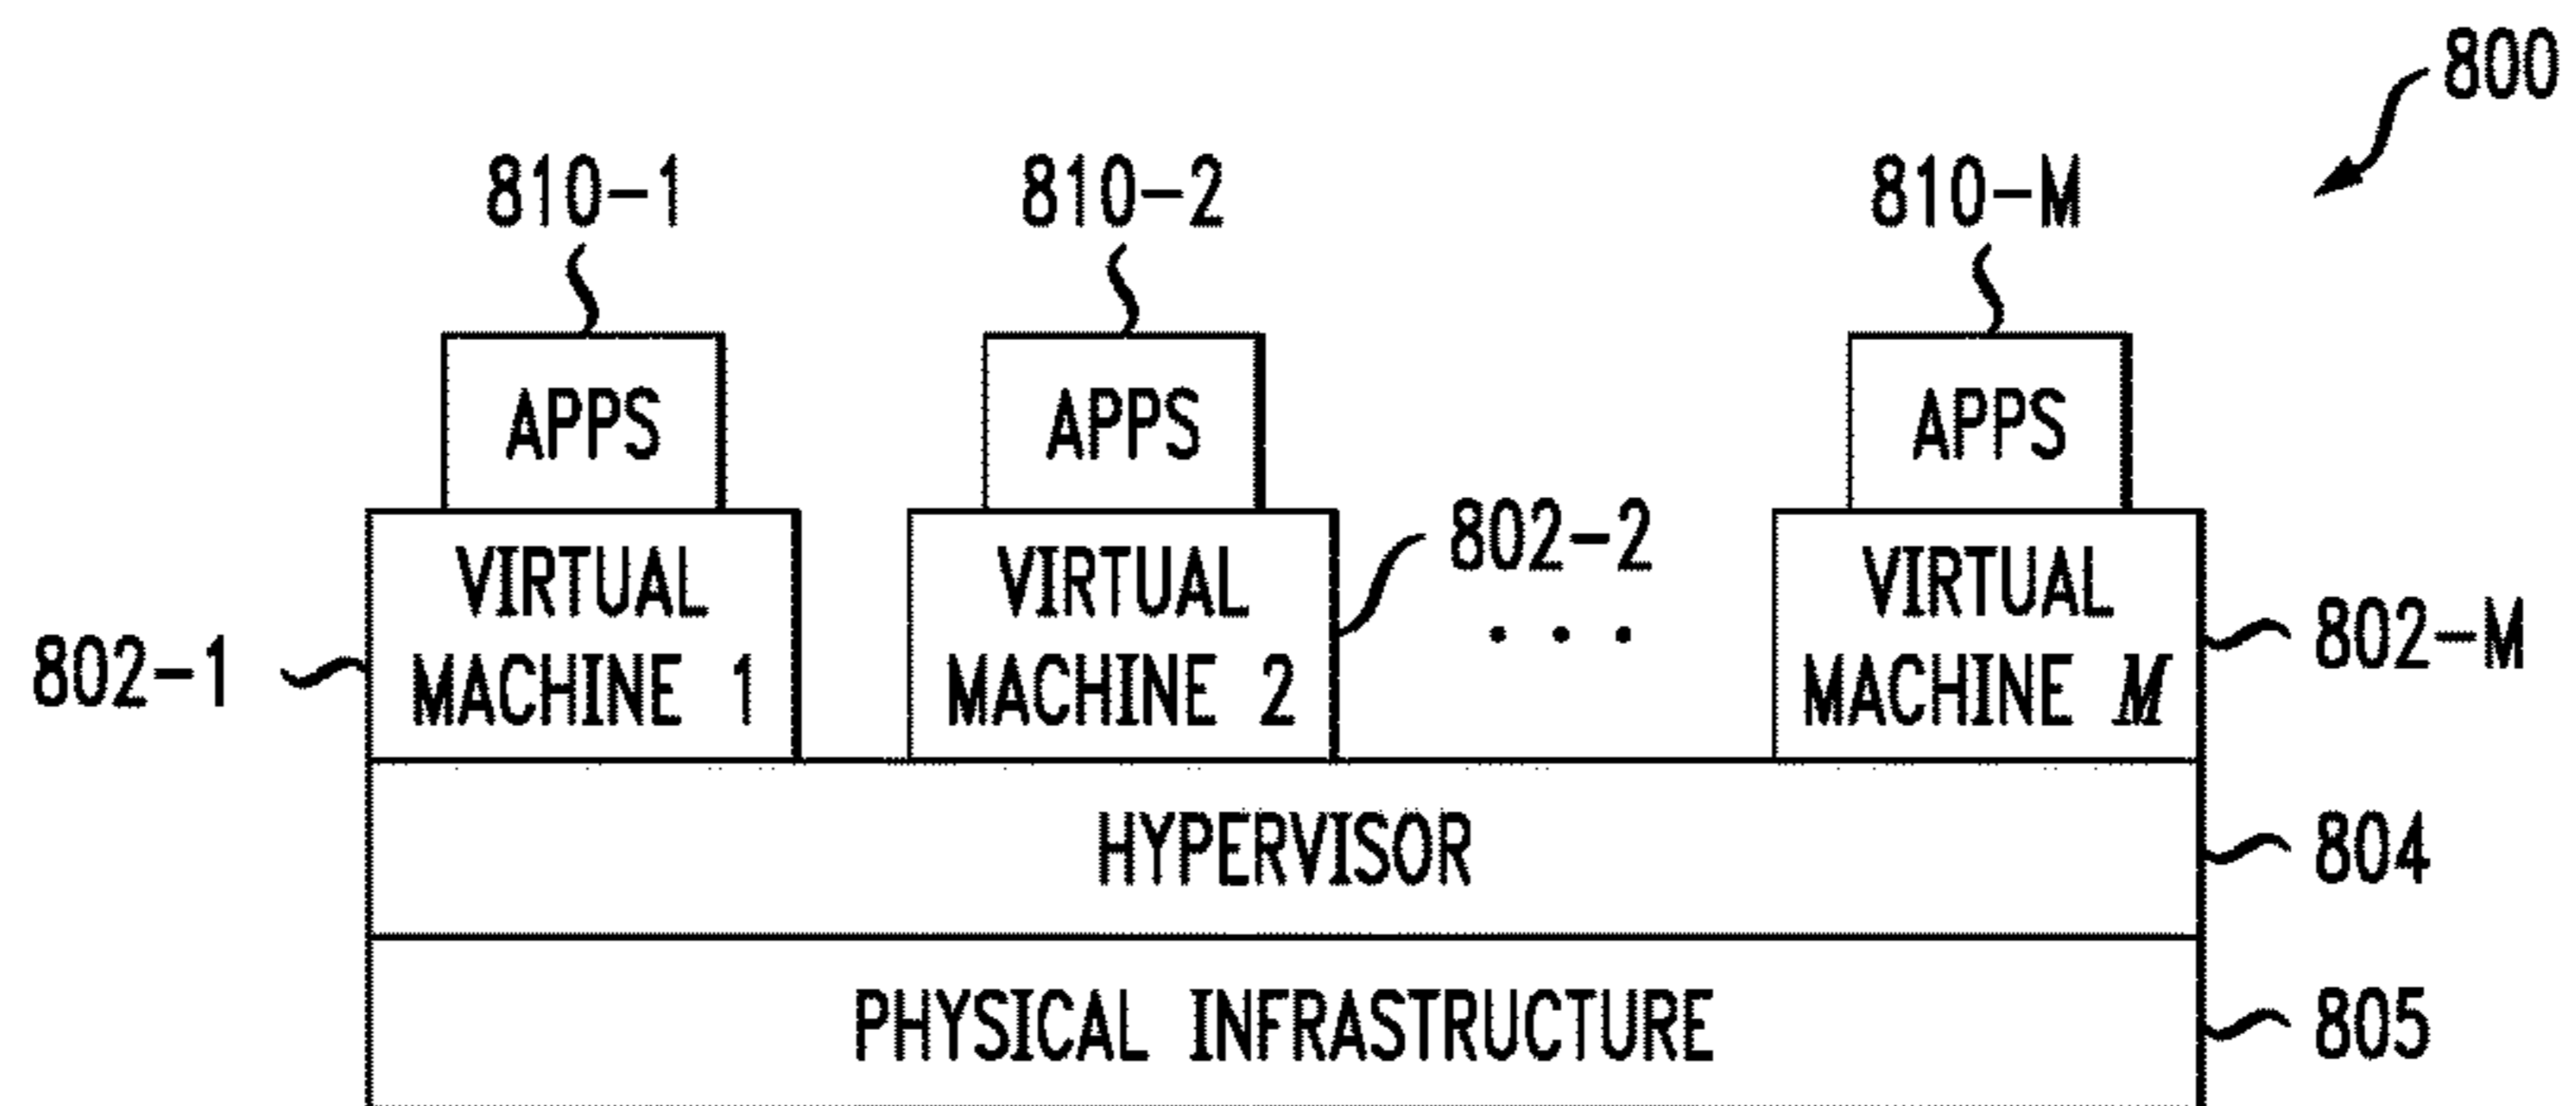 800
810-1 810-2 810-M
APPS APPS APPS
802-2
VIRTUAL VIRTUAL VIRTUAL
802-1 MACHINE 1 MACHINE 2 . . . MACHINE M 802-M
HYPERVISOR 804
PHYSICAL INFRASTRUCTURE 805